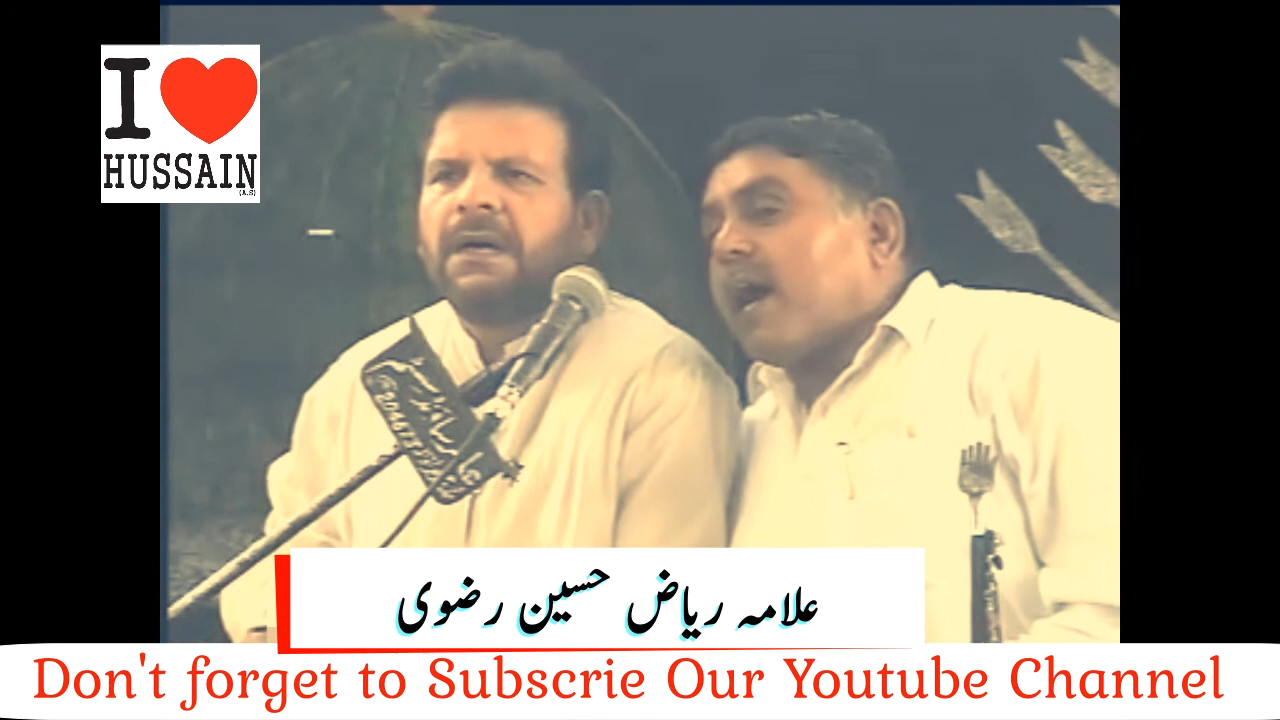 I ❤
HUSSAIN
(A.S)
علامہ ریاض حسین رضوی
Don't forget to Subscrie Our Youtube Channel